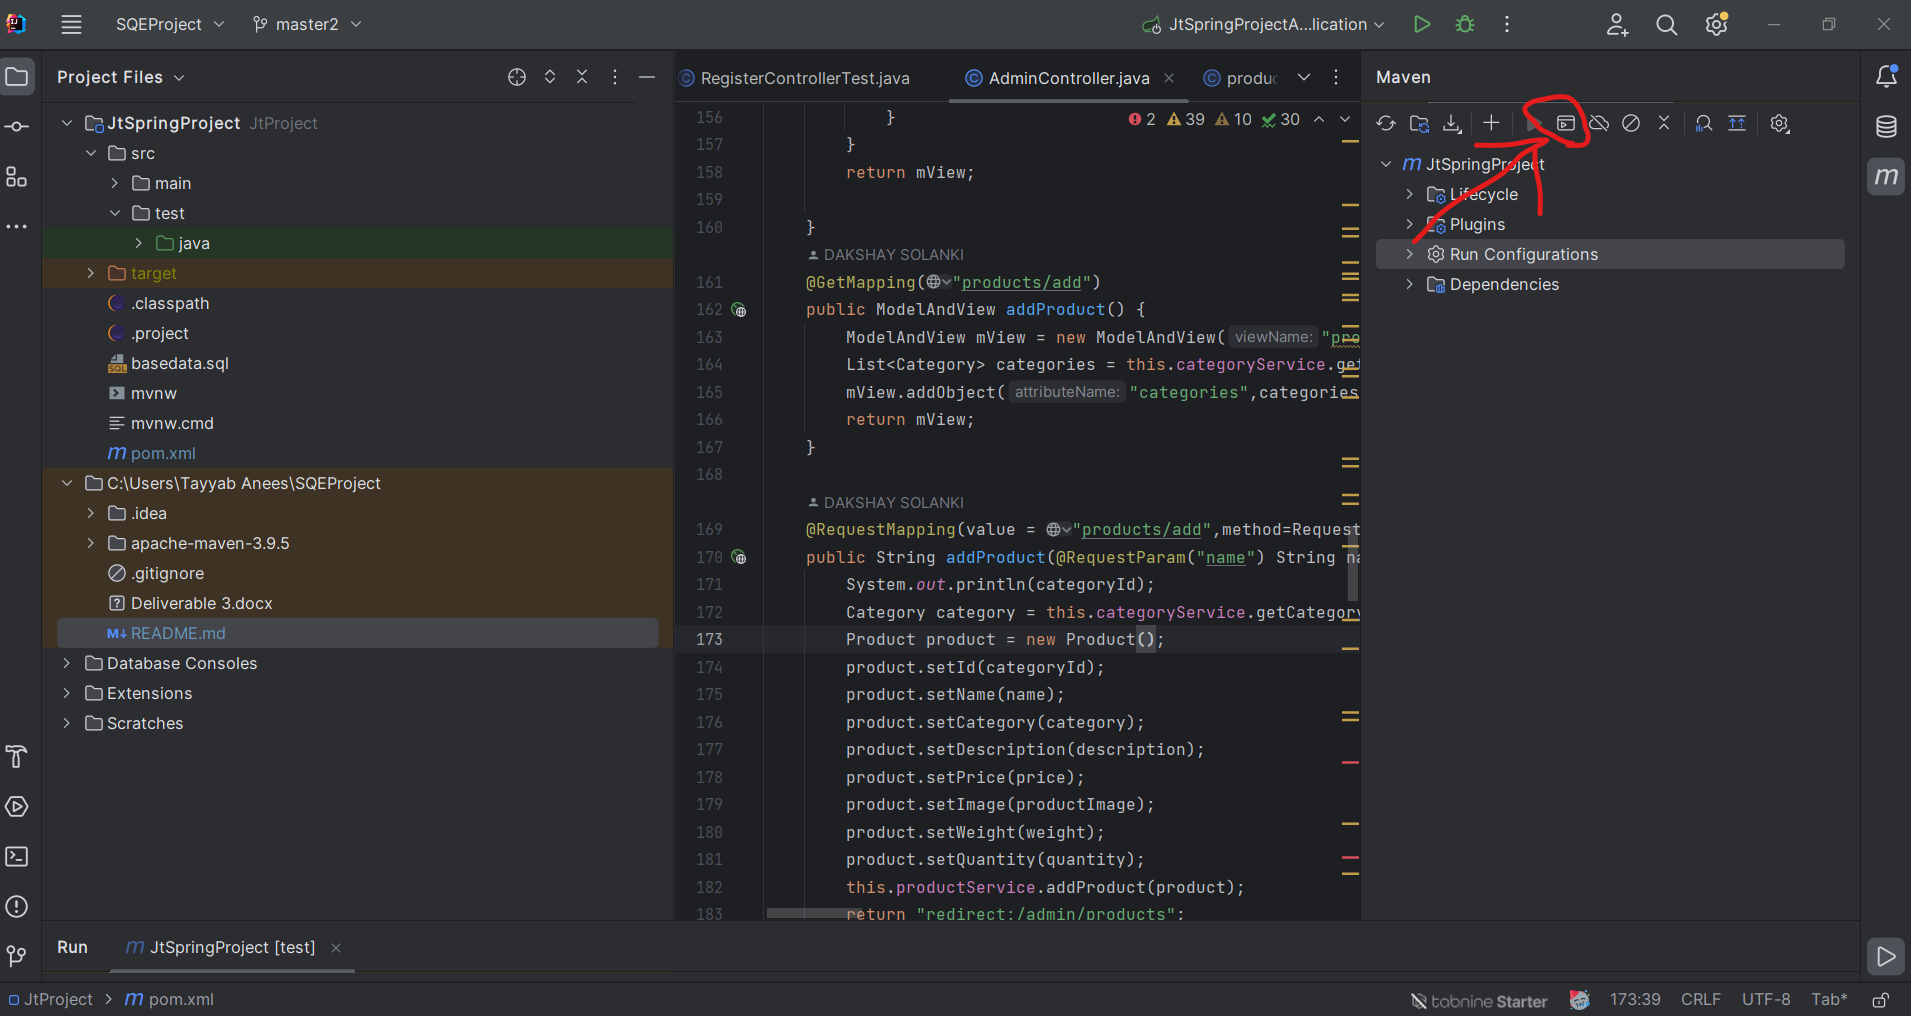 SQEProject
master2
JtSpringProjectA...lication
Project Files
JtSpringProject JtProject
src
main
test
java
target
.classpath
.project
basedata.sql
mvnw
mvnw.cmd
m pom.xml
C:\Users\Tayyab Anees\SQEProject
.idea
apache-maven-3.9.5
.gitignore
Deliverable 3.docx
M↓ README.md
Database Consoles
Extensions
Scratches
RegisterControllerTest.java
AdminController.java
produc
2 39 10 30
156 }
157 }
158 return mView;
159
160 }
DAKSHAY SOLANKI
161 @GetMapping("products/add")
162 public ModelAndView addProduct() {
163 ModelAndView mView = new ModelAndView( viewName: "pro
164 List<Category> categories = this.categoryService.get
165 mView.addObject( attributeName: "categories",categories
166 return mView;
167 }
168
DAKSHAY SOLANKI
169 @RequestMapping(value = "products/add",method=Request
170 public String addProduct(@RequestParam("name") String na
171 System.out.println(categoryId);
172 Category category = this.categoryService.getCategory
173 Product product = new Product();
174 product.setId(categoryId);
175 product.setName(name);
176 product.setCategory(category);
177 product.setDescription(description);
178 product.setPrice(price);
179 product.setImage(productImage);
180 product.setWeight(weight);
181 product.setQuantity(quantity);
182 this.productService.addProduct(product);
183 return "redirect:/admin/products";
Maven
m JtSpringProject
Lifecycle
Plugins
Run Configurations
Dependencies
m
Run
m JtSpringProject [test]
JtProject > m pom.xml
tabnine Starter
173:39 CRLF UTF-8 Tab*